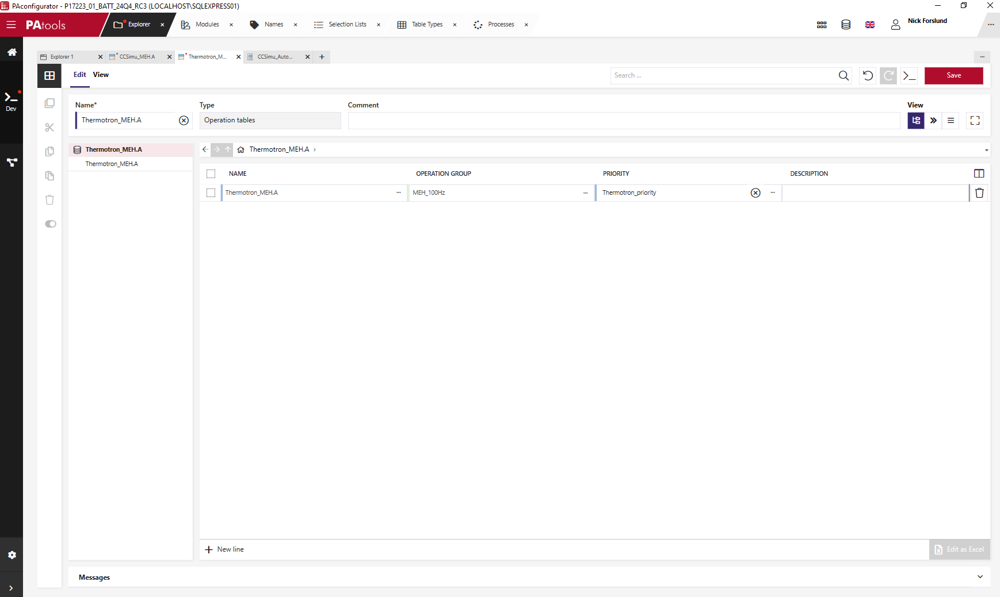 PAconfigurator - P17223_01_BATT_24Q4_RC3 (LOCALHOST\SQLEXPRESS01)
PAtools
Explorer
Modules
Names
Selection Lists
Table Types
Processes
Nick Forslund
Explorer 1
CCSimu_MEH.A
Thermotron_M...
CCSimu_Auto...
Edit
View
Search ...
Save
Dev
Name*
Type
Comment
View
Thermotron_MEH.A
Operation tables
Thermotron_MEH.A
Thermotron_MEH.A
Thermotron_MEH.A
NAME
OPERATION GROUP
PRIORITY
DESCRIPTION
Thermotron_MEH.A
MEH_100Hz
Thermotron_priority
New line
Edit as Excel
Messages